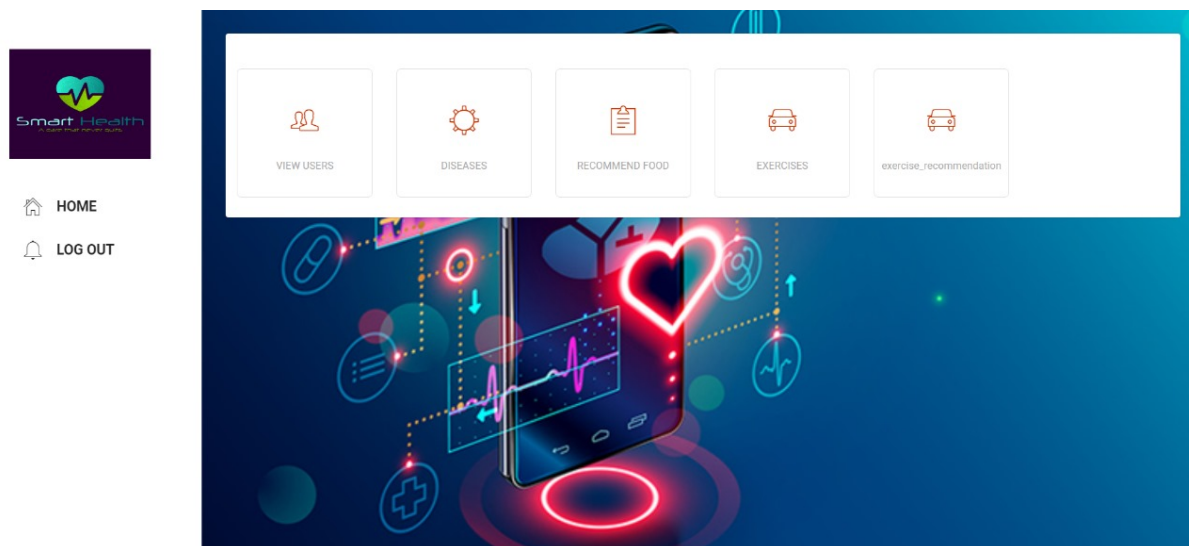 Smart Health
HOME
LOG OUT
VIEW USERS
DISEASES
RECOMMEND FOOD
EXERCISES
exercise_recommendation